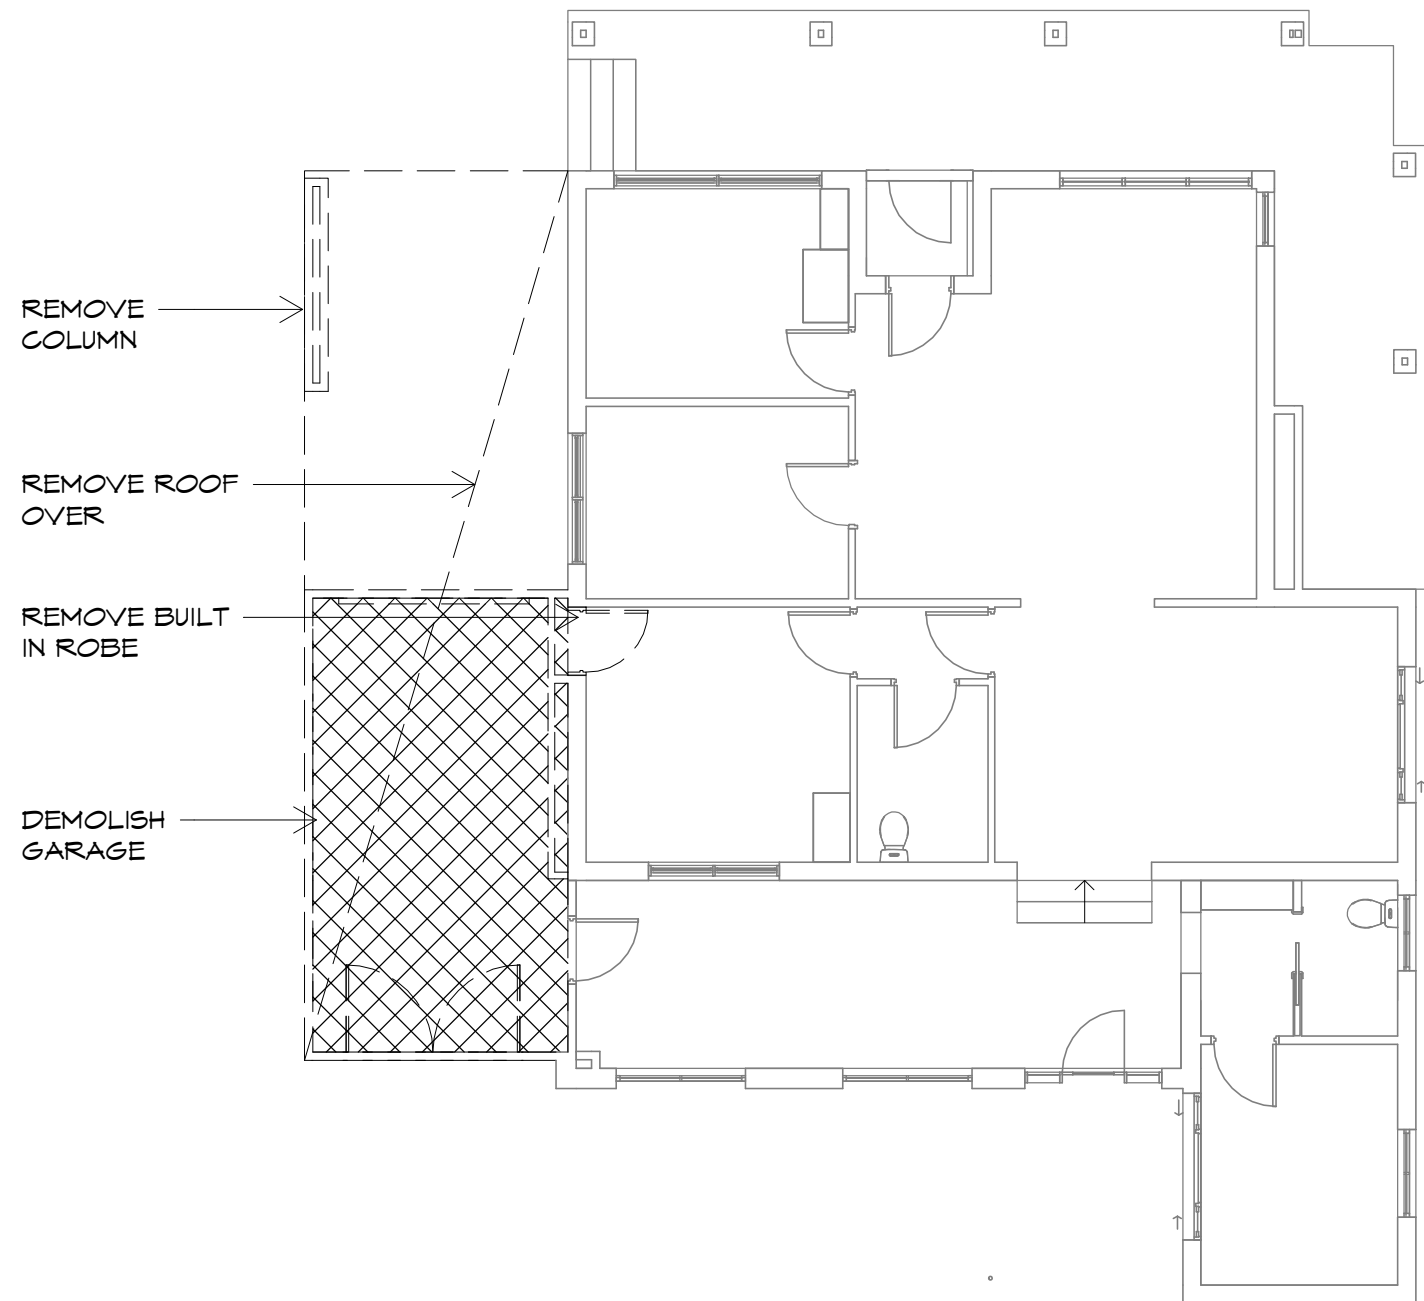 REMOVE
COLUMN
REMOVE ROOF
OVER
REMOVE BUILT
IN ROBE
DEMOLISH
GARAGE